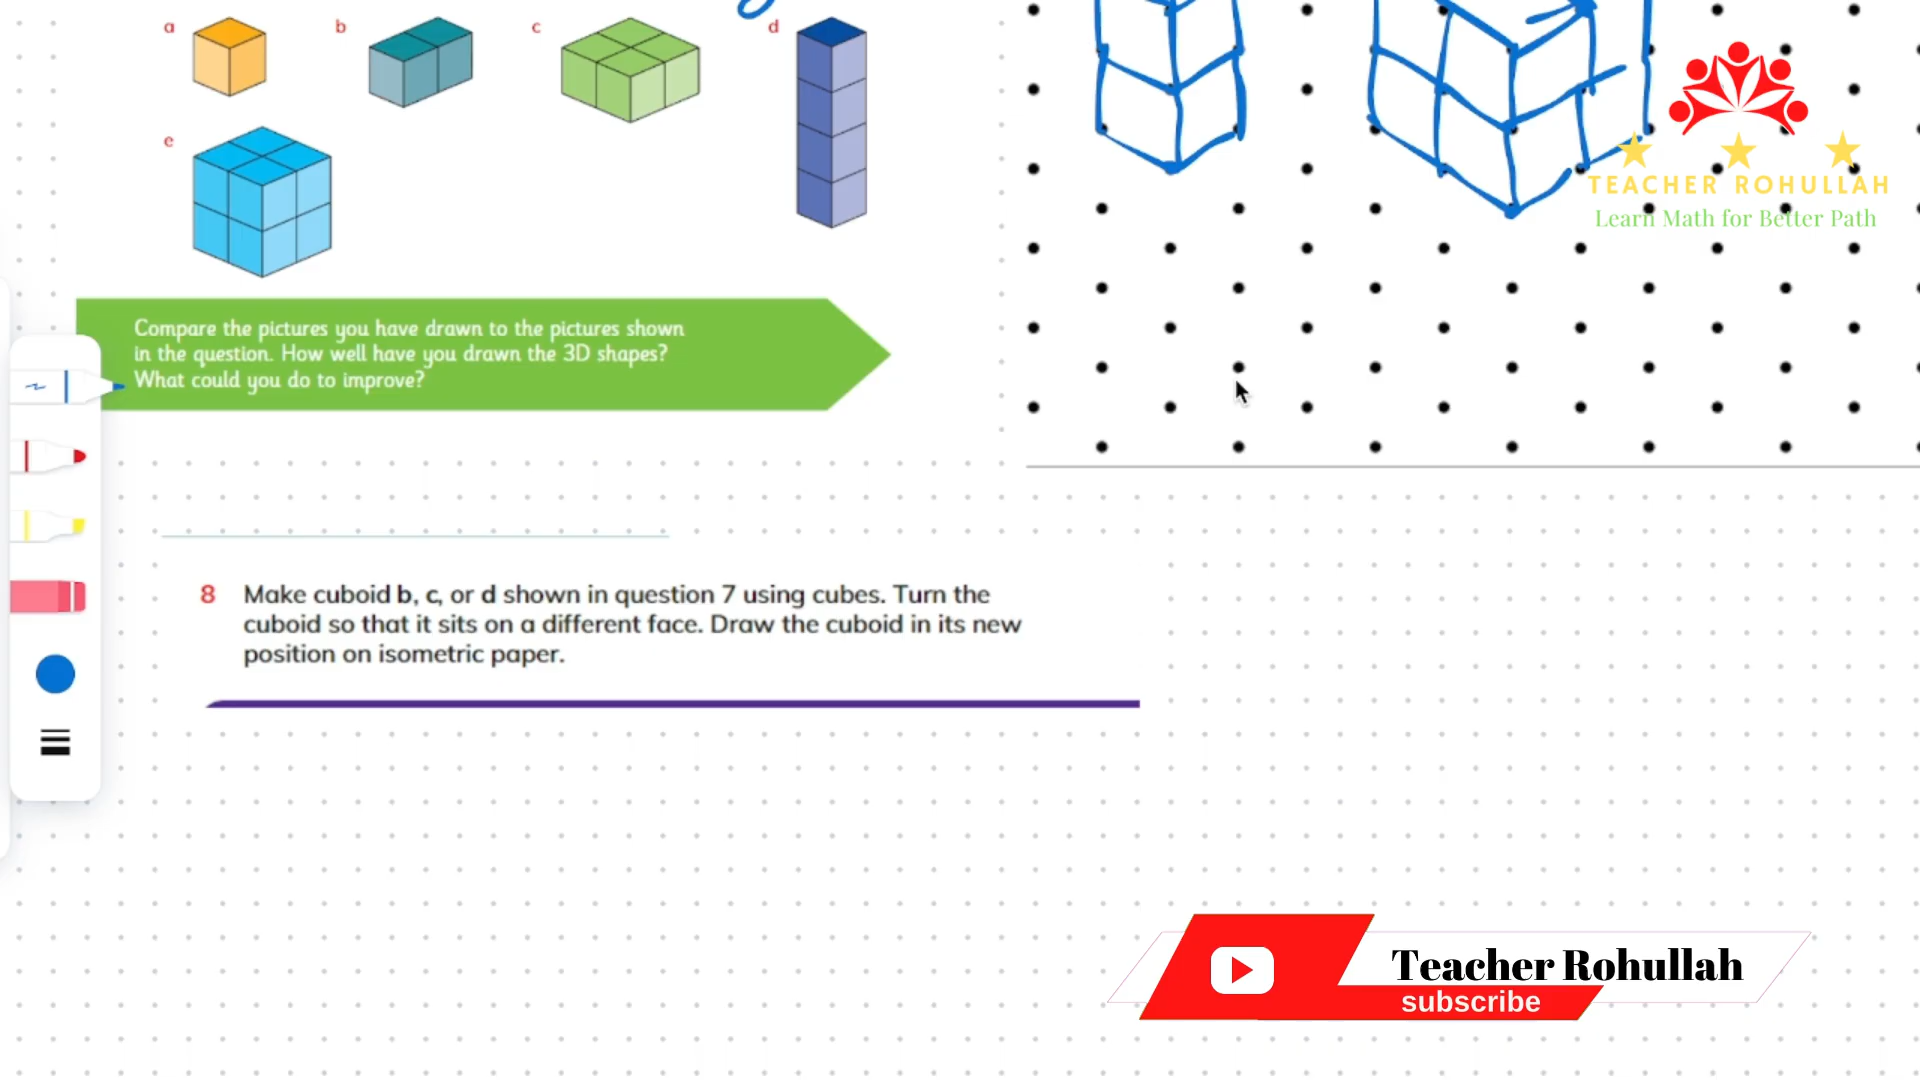 a
b
c
d
e
TEACHER ROHULLAH
Learn Math for Better Path
Compare the pictures you have drawn to the pictures shown
in the question. How well have you drawn the 3D shapes?
What could you do to improve?
8 Make cuboid b, c, or d shown in question 7 using cubes. Turn the
cuboid so that it sits on a different face. Draw the cuboid in its new
position on isometric paper.
Teacher Rohullah
subscribe